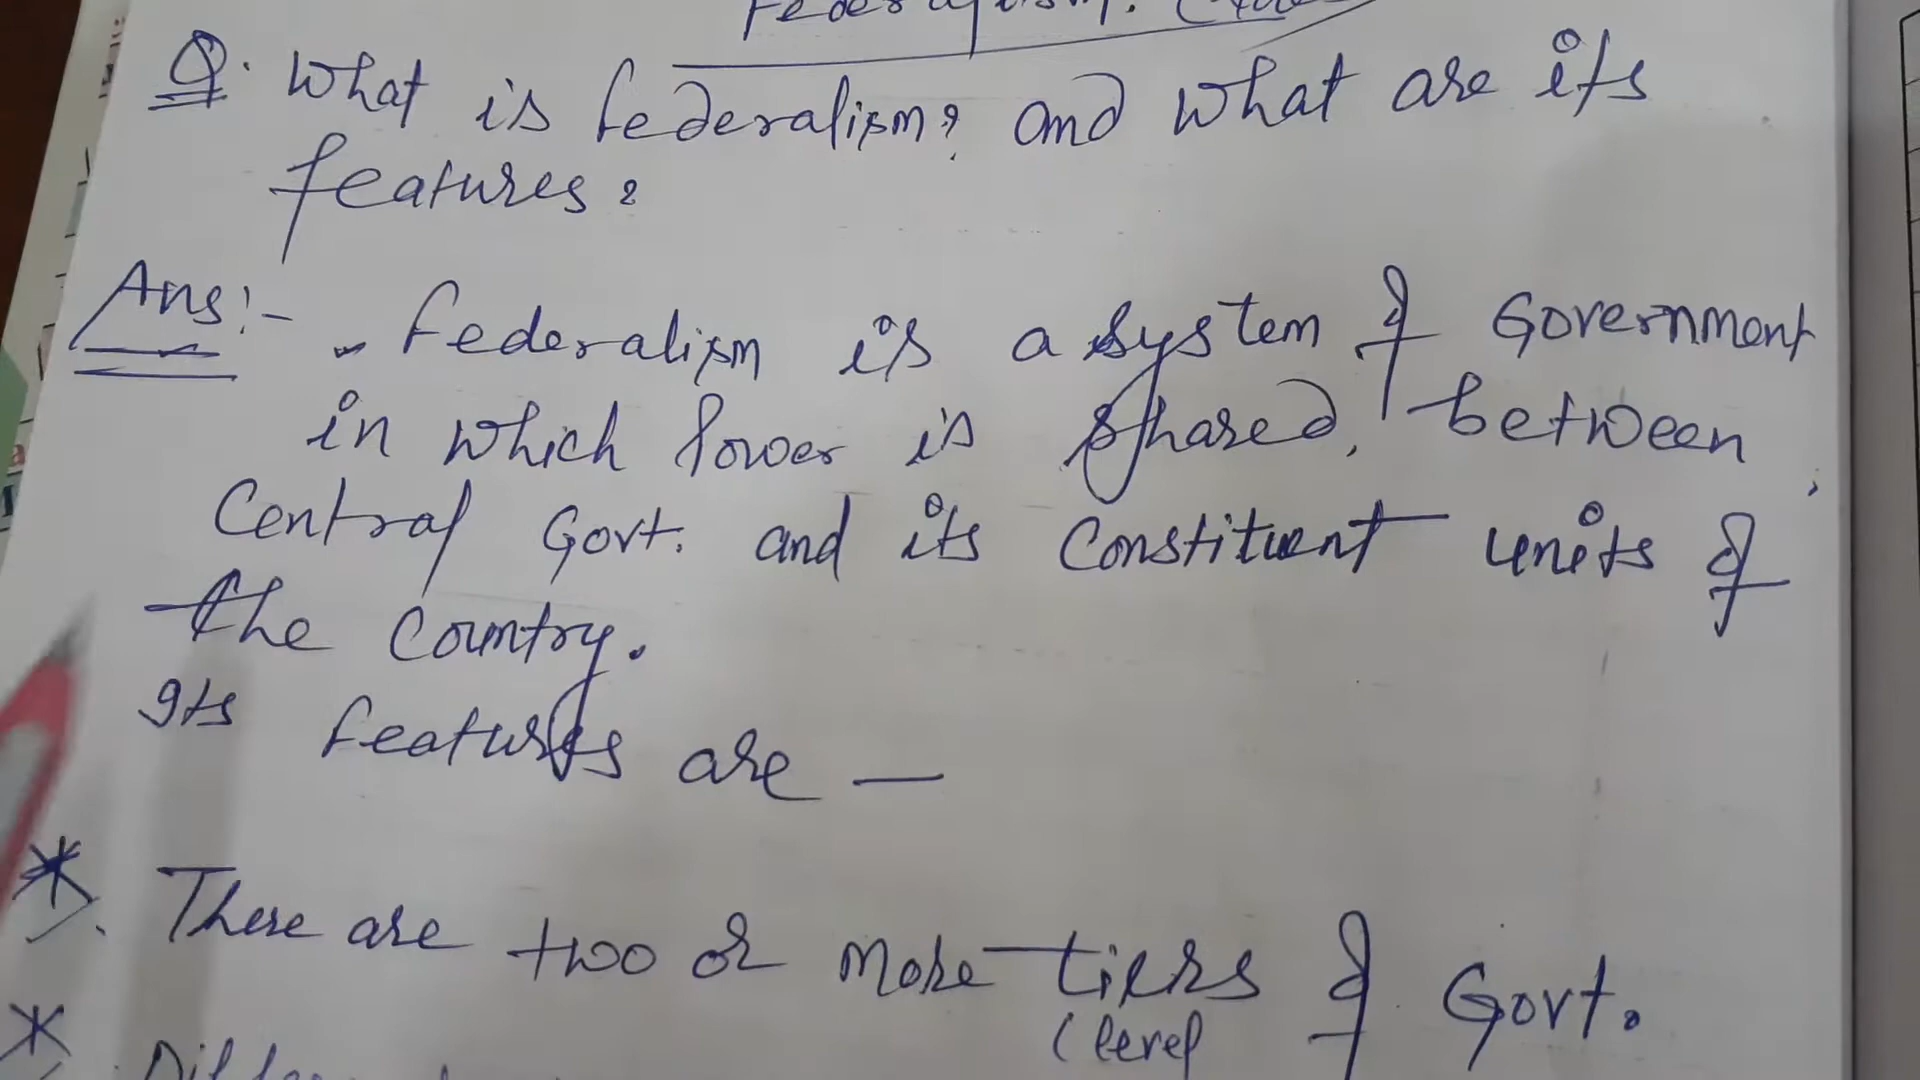 Federalism.
Q. What is federalism? and what are its
features?
Ans:- Federalism is a system of Government
in which Power is shared, between
Central Govt. and its Constituent units of
the Country.
Its features are —
* There are two or more tiers of Govt.
(level
*